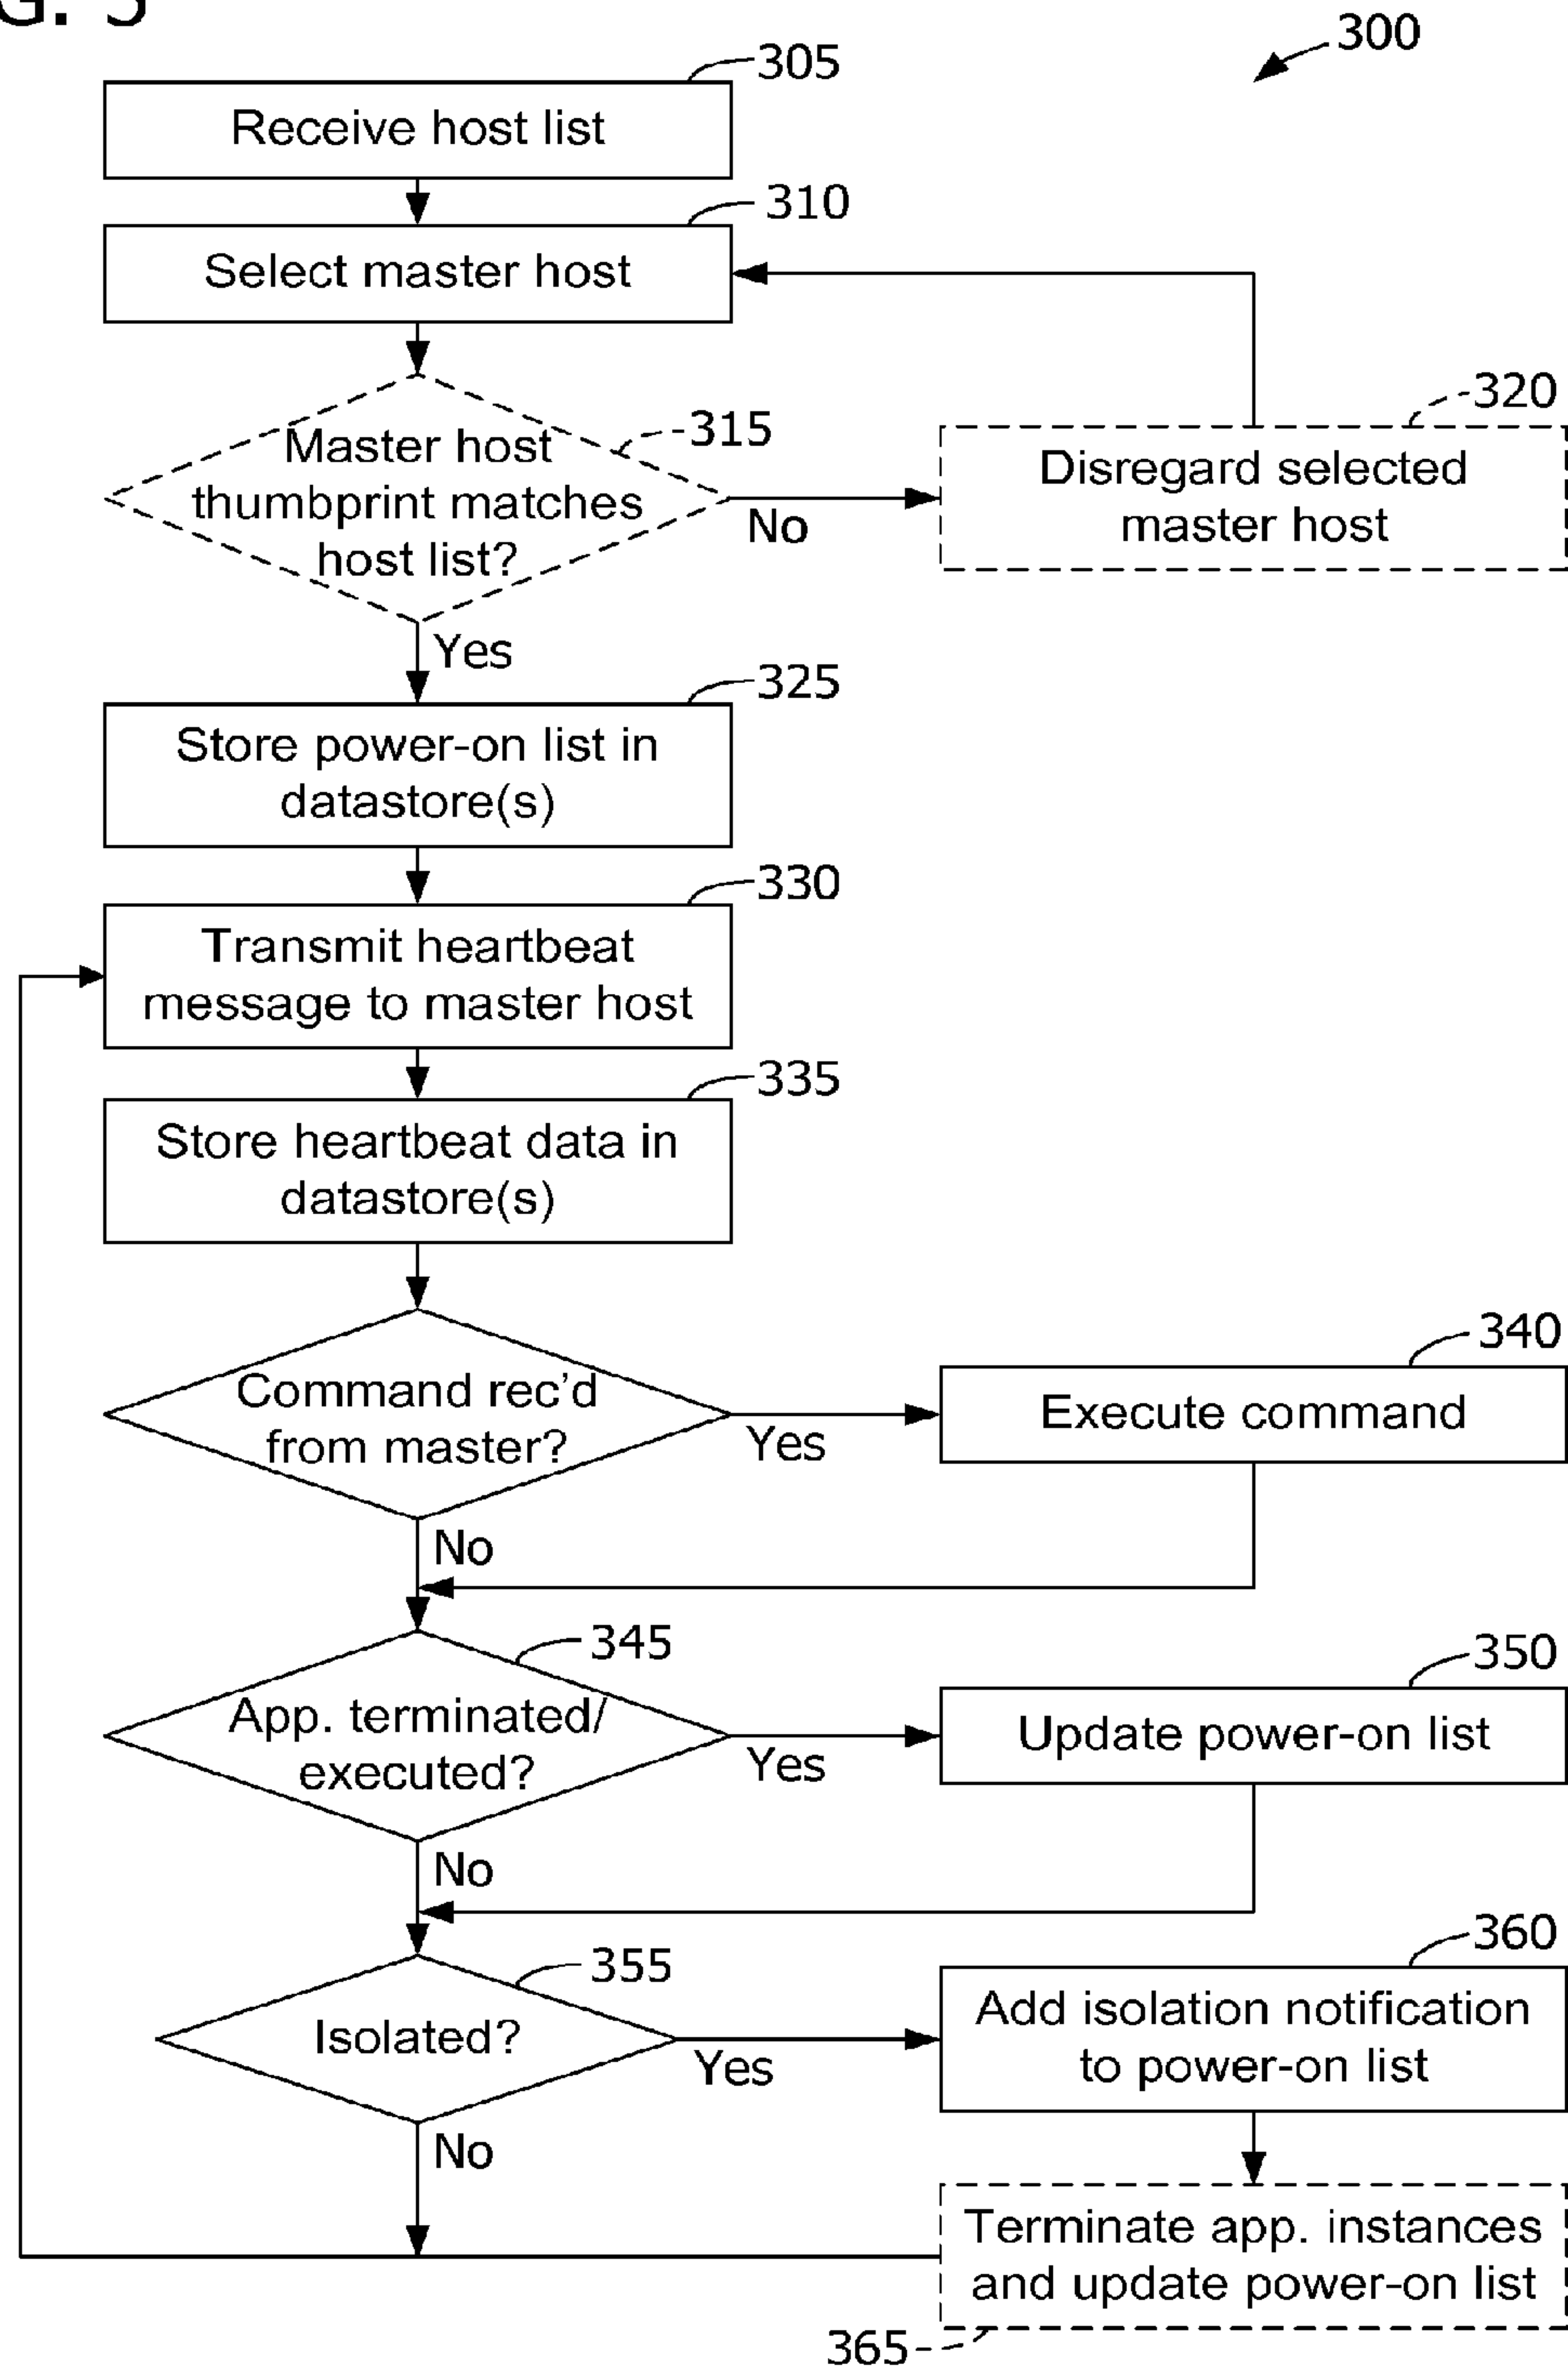 G. 3
300
305
Receive host list
310
Select master host
315
Master host
thumbprint matches
host list?
No
320
Disregard selected
master host
Yes
325
Store power-on list in
datastore(s)
330
Transmit heartbeat
message to master host
335
Store heartbeat data in
datastore(s)
Command rec’d
from master?
Yes
340
Execute command
No
345
App. terminated/
executed?
Yes
350
Update power-on list
No
355
Isolated?
Yes
360
Add isolation notification
to power-on list
No
Terminate app. instances
and update power-on list
365